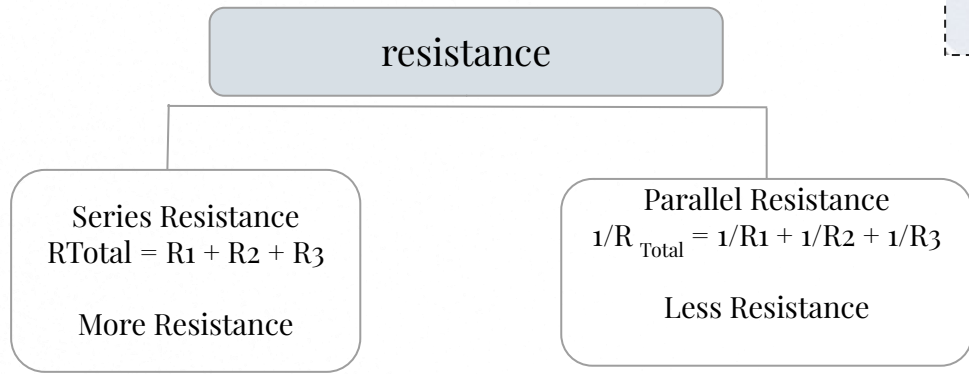 resistance
Series Resistance
RTotal = R1 + R2 + R3
More Resistance
Parallel Resistance
1/R Total = 1/R1 + 1/R2 + 1/R3
Less Resistance